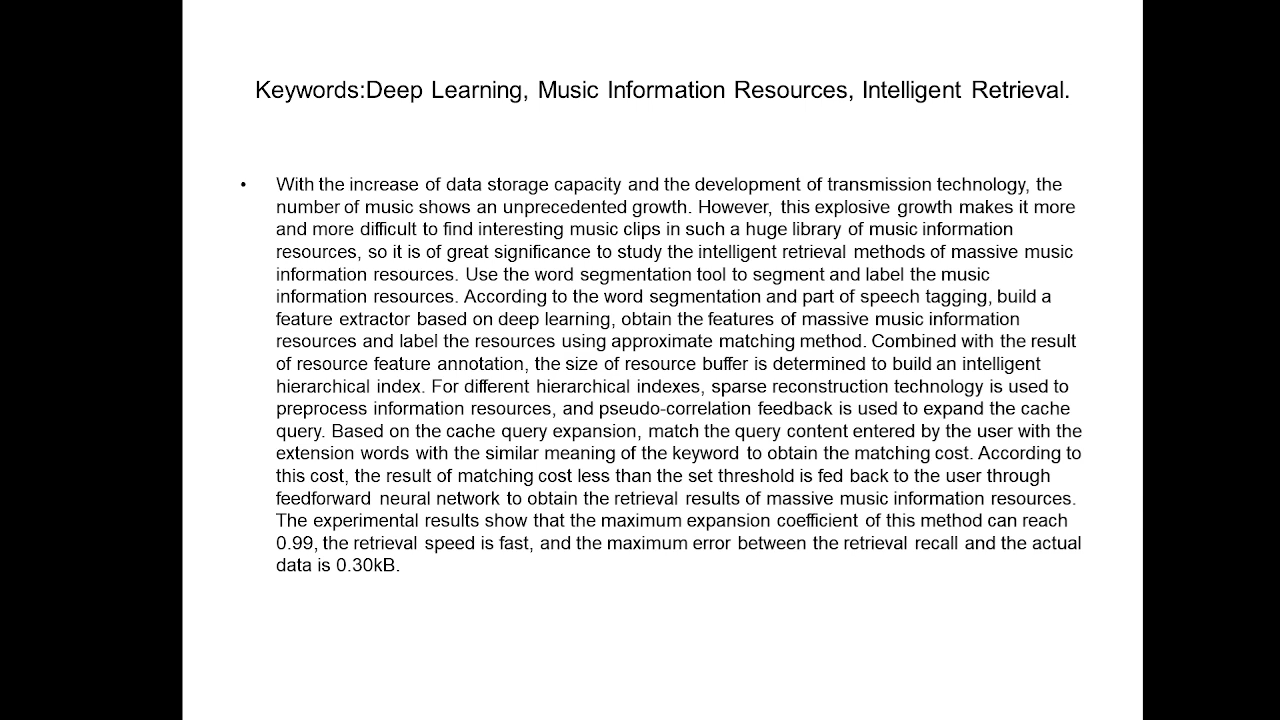 Keywords:Deep Learning, Music Information Resources, Intelligent Retrieval.
• With the increase of data storage capacity and the development of transmission technology, the
number of music shows an unprecedented growth. However, this explosive growth makes it more
and more difficult to find interesting music clips in such a huge library of music information
resources, so it is of great significance to study the intelligent retrieval methods of massive music
information resources. Use the word segmentation tool to segment and label the music
information resources. According to the word segmentation and part of speech tagging, build a
feature extractor based on deep learning, obtain the features of massive music information
resources and label the resources using approximate matching method. Combined with the result
of resource feature annotation, the size of resource buffer is determined to build an intelligent
hierarchical index. For different hierarchical indexes, sparse reconstruction technology is used to
preprocess information resources, and pseudo-correlation feedback is used to expand the cache
query. Based on the cache query expansion, match the query content entered by the user with the
extension words with the similar meaning of the keyword to obtain the matching cost. According to
this cost, the result of matching cost less than the set threshold is fed back to the user through
feedforward neural network to obtain the retrieval results of massive music information resources.
The experimental results show that the maximum expansion coefficient of this method can reach
0.99, the retrieval speed is fast, and the maximum error between the retrieval recall and the actual
data is 0.30kB.